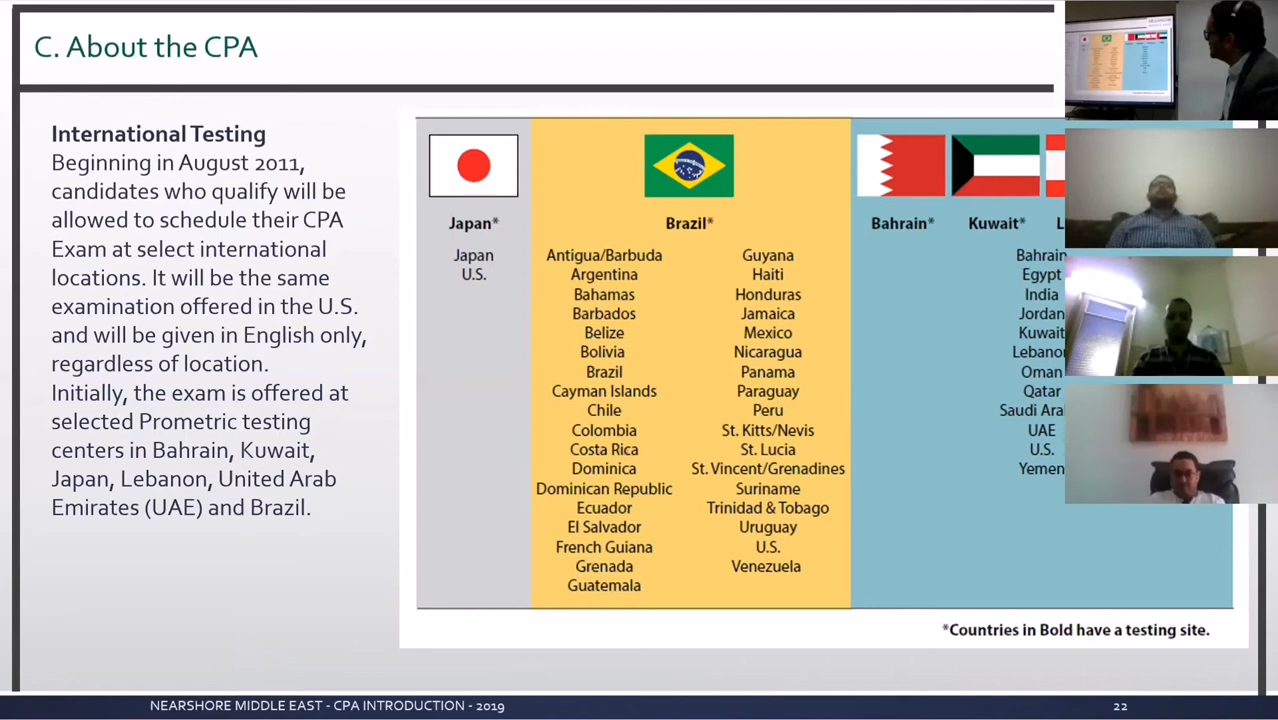 C. About the CPA
International Testing
Beginning in August 2011,
candidates who qualify will be
allowed to schedule their CPA
Exam at select international
locations. It will be the same
examination offered in the U.S.
and will be given in English only,
regardless of location.
Initially, the exam is offered at
selected Prometric testing
centers in Bahrain, Kuwait,
Japan, Lebanon, United Arab
Emirates (UAE) and Brazil.
Japan*
Japan
U.S.
Brazil*
Antigua/Barbuda
Argentina
Bahamas
Barbados
Belize
Bolivia
Brazil
Cayman Islands
Chile
Colombia
Costa Rica
Dominica
Dominican Republic
Ecuador
El Salvador
French Guiana
Grenada
Guatemala
Guyana
Haiti
Honduras
Jamaica
Mexico
Nicaragua
Panama
Paraguay
Peru
St. Kitts/Nevis
St. Lucia
St. Vincent/Grenadines
Suriname
Trinidad & Tobago
Uruguay
U.S.
Venezuela
Bahrain* Kuwait* L
Bahrain
Egypt
India
Jordan
Kuwait
Lebanon
Oman
Qatar
Saudi Ara
UAE
U.S.
Yemen
*Countries in Bold have a testing site.
NEARSHORE MIDDLE EAST - CPA INTRODUCTION - 2019
22